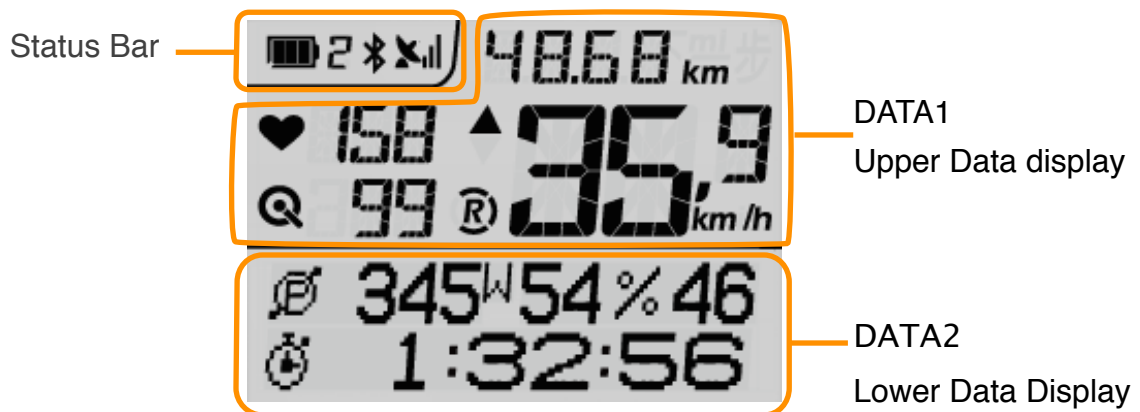 Status Bar
2
48.68 km
158
35,9
km/h
99
R
DATA1
Upper Data display
P 345W54%46
1:32:56
DATA2
Lower Data Display